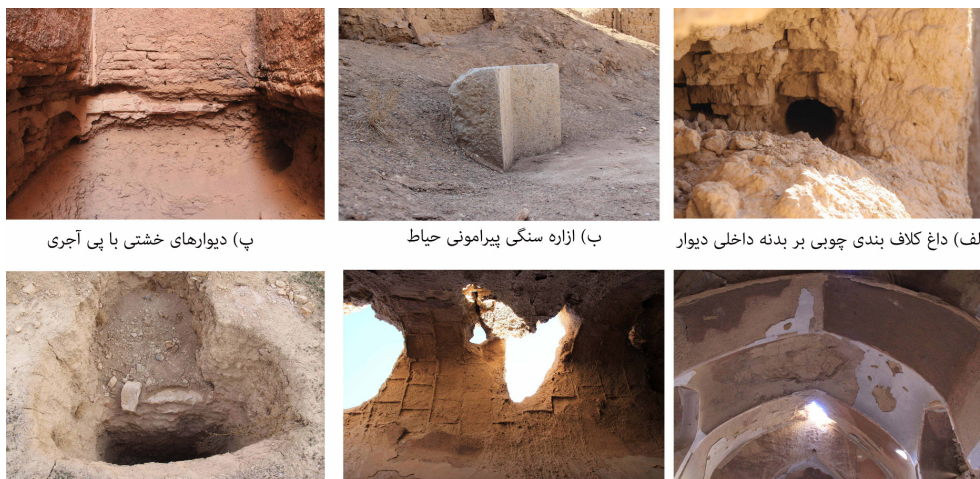 لف) داغ کلاف بندی چوبی بر بدنه داخلی دیوار
ب) ازاره سنگی پیرامونی حیاط
پ) دیوارهای خشتی با پی آجری